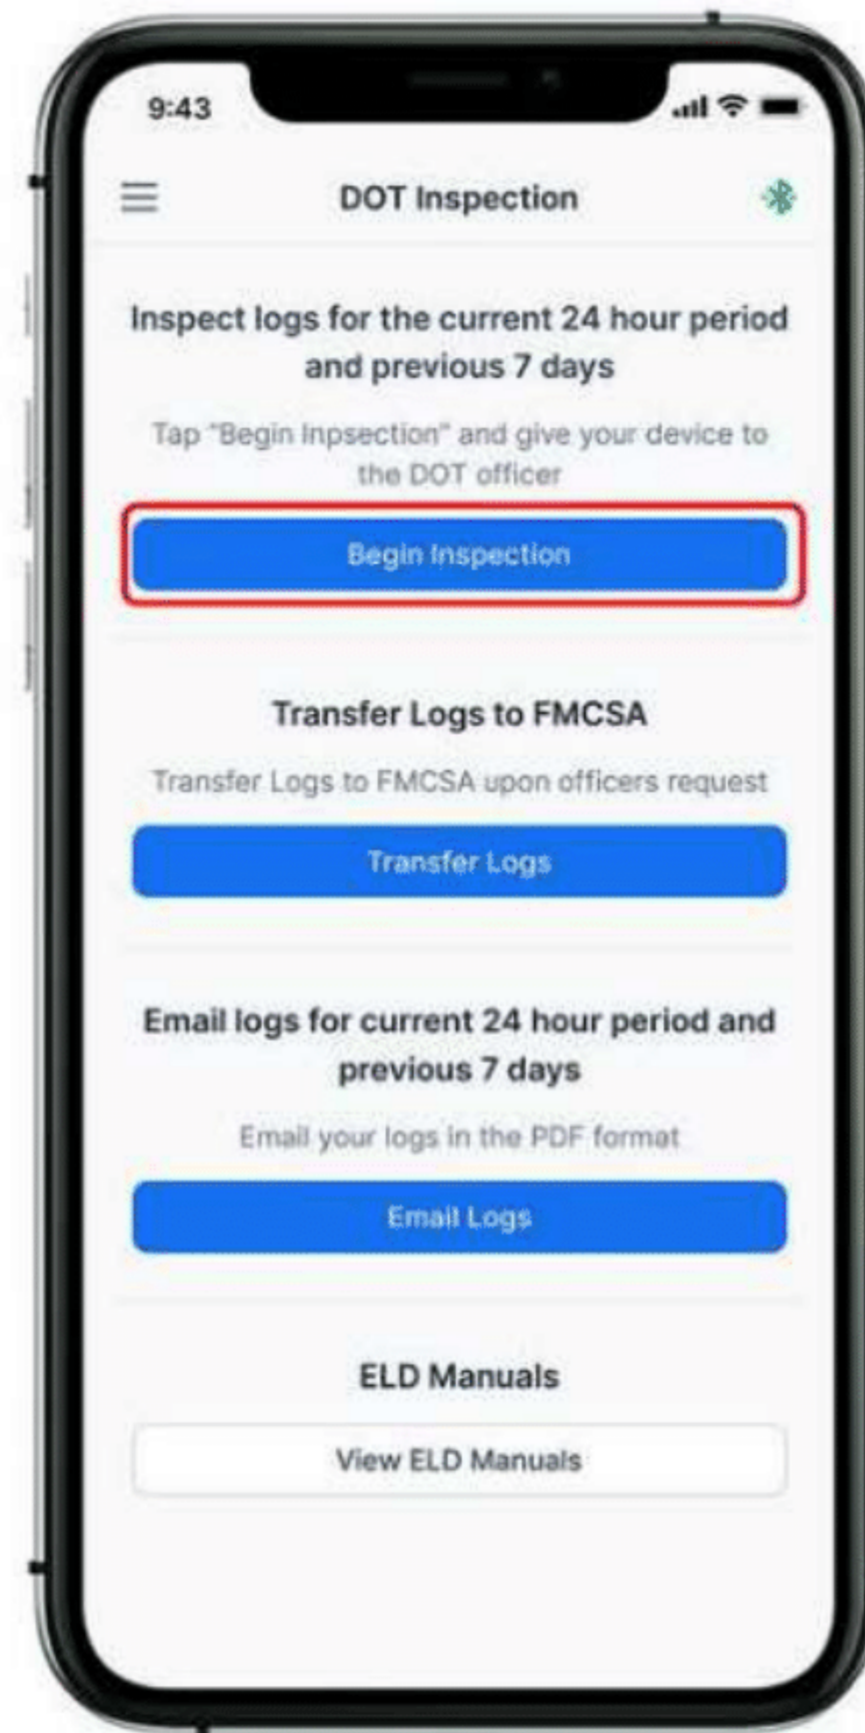 9:43
DOT Inspection
Inspect logs for the current 24 hour period
and previous 7 days
Tap "Begin Inpsection" and give your device to
the DOT officer
Begin Inspection
Transfer Logs to FMCSA
Transfer Logs to FMCSA upon officers request
Transfer Logs
Email logs for current 24 hour period and
previous 7 days
Email your logs in the PDF format
Email Logs
ELD Manuals
View ELD Manuals